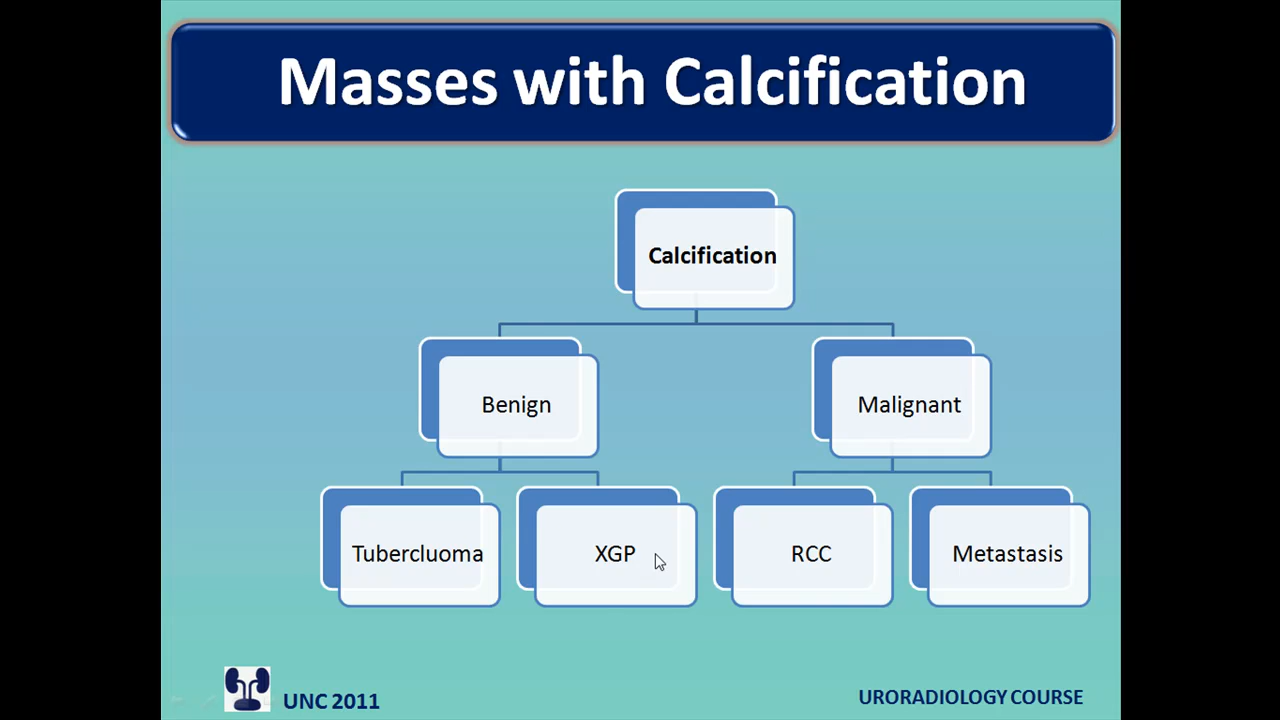 Masses with Calcification
Calcification
Benign
Malignant
Tubercluoma
XGP
RCC
Metastasis
UNC 2011
URORADIOLOGY COURSE